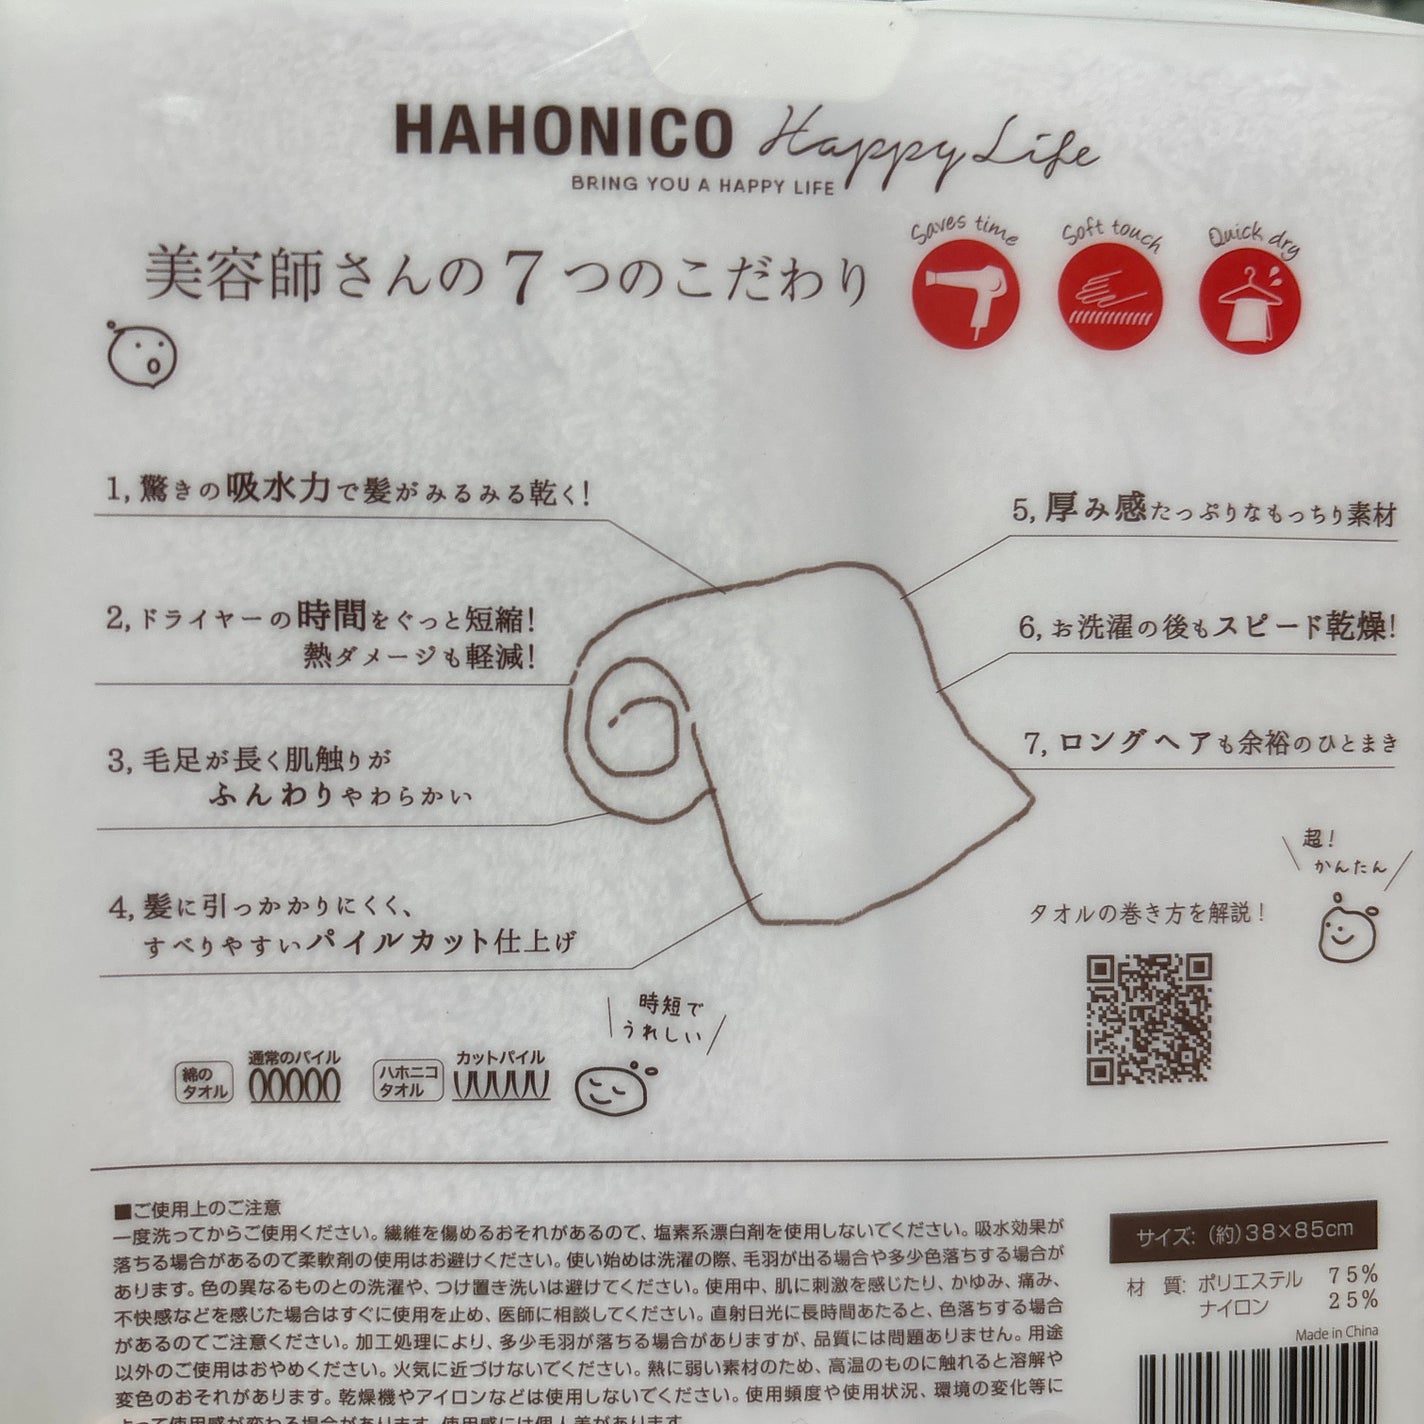 HAHONICO Happy Life
BRING YOU A HAPPY LIFE
美容師さんの7つのこだわり
Saves time
Soft touch
Quick dry
1, 驚きの吸水力で髪がみるみる乾く!
2, ドライヤーの時間をぐっと短縮!
熱ダメージも軽減!
3, 毛足が長く肌触りが
ふんわりやわらかい
4, 髪に引っかかりにくく、
すべりやすいパイルカット仕上げ
5, 厚み感たっぷりなもっちり素材
6, お洗濯の後もスピード乾燥!
7, ロングヘアも余裕のひとまき
超!
かんたん
タオルの巻き方を解説!
時短で
うれしい
綿の
タオル
通常のパイル
ハホニコ
タオル
カットパイル
■ご使用上のご注意
一度洗ってからご使用ください。繊維を傷めるおそれがあるので、塩素系漂白剤を使用しないでください。吸水効果が
落ちる場合があるので柔軟剤の使用はお避けください。使い始めは洗濯の際、毛羽が出る場合や多少色落ちする場合が
あります。色の異なるものとの洗濯や、つけ置き洗いは避けてください。使用中、肌に刺激を感じたり、かゆみ、痛み、
不快感などを感じた場合はすぐに使用を止め、医師に相談してください。直射日光に長時間あたると、色落ちする場合
があるのでご注意ください。加工処理により、多少毛羽が落ちる場合がありますが、品質には問題ありません。用途
以外のご使用はおやめください。火気に近づけないでください。熱に弱い素材のため、高温のものに触れると溶解や
変色のおそれがあります。乾燥機やアイロンなどは使用しないでください。使用頻度や使用状況、環境の変化等に
よって使用感が変わる場合があります。使用感には個人差があります。
サイズ: (約)38×85cm
材 質: ポリエステル 75%
ナイロン 25%
Made in China